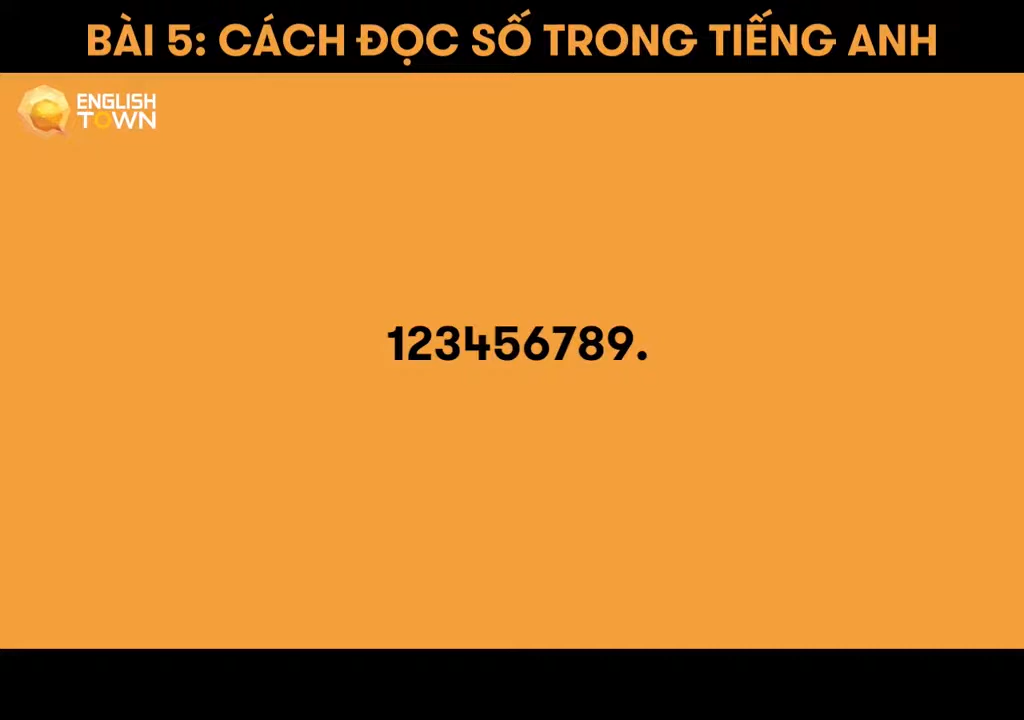 BÀI 5: CÁCH ĐỌC SỐ TRONG TIẾNG ANH
ENGLISH
TOWN
123456789.